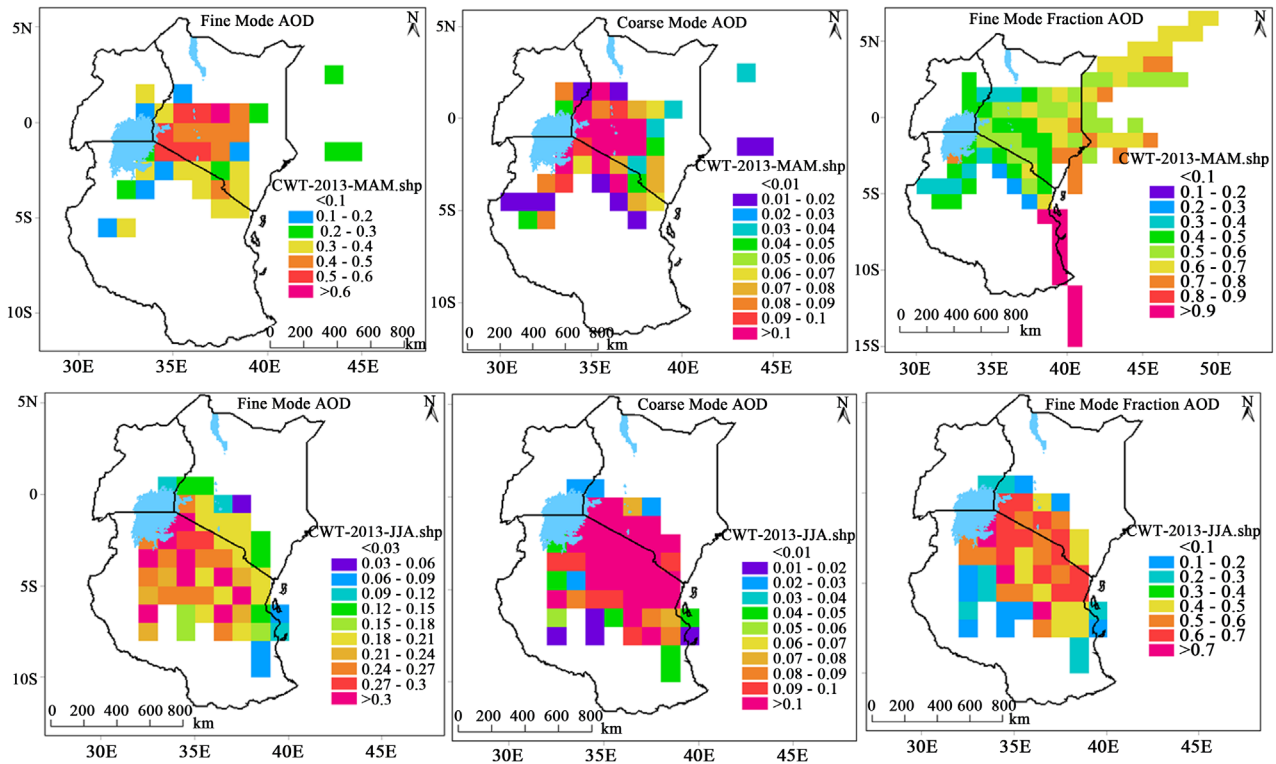 Fine Mode AOD
N
5N
0
5S
10S
CWT-2013-MAM.shp
<0.1
0.1 - 0.2
0.2 - 0.3
0.3 - 0.4
0.4 - 0.5
0.5 - 0.6
>0.6
0 200 400 600 800
km
30E 35E 40E 45E
Coarse Mode AOD
N
5N
0
5S
10S
CWT-2013-MAM.shp
<0.01
0.01 - 0.02
0.02 - 0.03
0.03 - 0.04
0.04 - 0.05
0.05 - 0.06
0.06 - 0.07
0.07 - 0.08
0.08 - 0.09
0.09 - 0.1
>0.1
0 200 400 600 800
km
30E 35E 40E 45E
Fine Mode Fraction AOD
N
5N
0
5S
10S
15S
CWT-2013-MAM.shp
<0.1
0.1 - 0.2
0.2 - 0.3
0.3 - 0.4
0.4 - 0.5
0.5 - 0.6
0.6 - 0.7
0.7 - 0.8
0.8 - 0.9
>0.9
0 200 400 600 800
km
30E 35E 40E 45E 50E
Fine Mode AOD
N
5N
0
5S
10S
CWT-2013-JJA.shp
<0.03
0.03 - 0.06
0.06 - 0.09
0.09 - 0.12
0.12 - 0.15
0.15 - 0.18
0.18 - 0.21
0.21 - 0.24
0.24 - 0.27
0.27 - 0.3
>0.3
0 200 400 600 800
km
30E 35E 40E 45E
Coarse Mode AOD
N
CWT-2013-JJA.shp
<0.01
0.01 - 0.02
0.02 - 0.03
0.03 - 0.04
0.04 - 0.05
0.05 - 0.06
0.06 - 0.07
0.07 - 0.08
0.08 - 0.09
0.09 - 0.1
>0.1
0 200 400 600 800
km
30E 35E 40E 45E
Fine Mode Fraction AOD
N
CWT-2013-JJA.shp
<0.1
0.1 - 0.2
0.2 - 0.3
0.3 - 0.4
0.4 - 0.5
0.5 - 0.6
0.6 - 0.7
>0.7
0 200 400 600 800
km
30E 35E 40E 45E